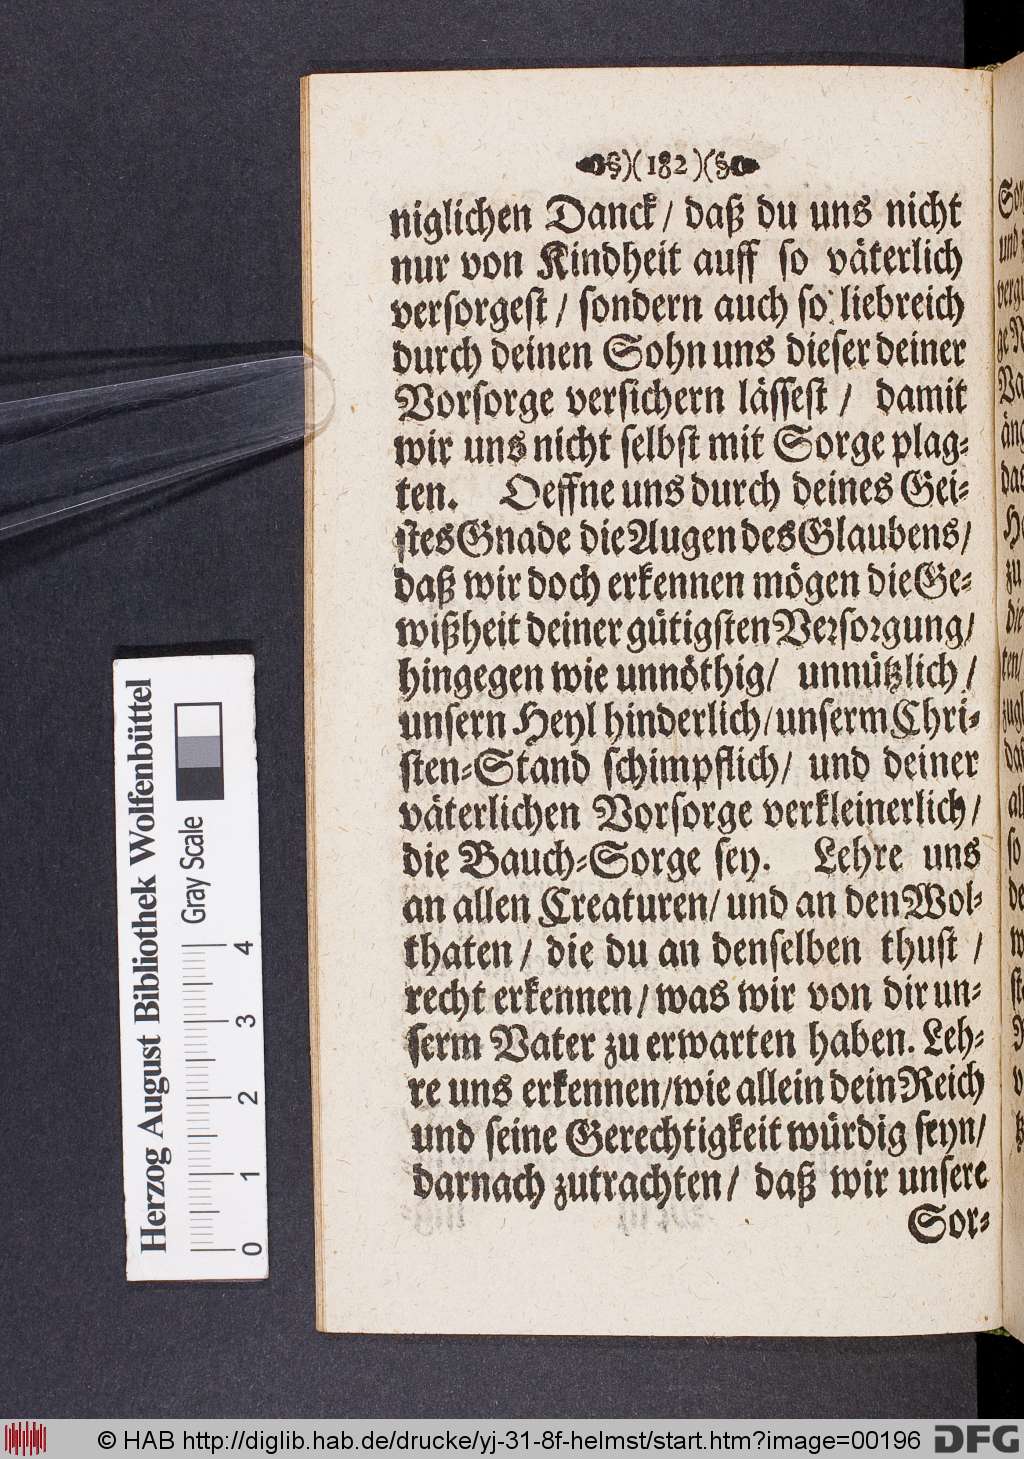 §)(182)(§
niglichen Danck/ daß du uns nicht
nur von Kindheit auff so väterlich
versorgest/ sondern auch so liebreich
durch deinen Sohn uns dieser deiner
Vorsorge versichern lässest/ damit
wir uns nicht selbst mit Sorge plag-
ten. Oeffne uns durch deines Gei-
stes Gnade die Augen des Glaubens/
daß wir doch erkennen mögen die Ge-
wißheit deiner gütigsten Versorgung/
hingegen wie unnöthig/ unnützlich/
unsern Heyl hinderlich/ unserm Chri-
sten-Stand schimpflich/ und deiner
väterlichen Vorsorge verkleinerlich/
die Bauch-Sorge sey. Lehre uns
an allen Creaturen/ und an den Wol-
thaten/ die du an denselben thust/
recht erkennen/ was wir von dir un-
serm Vater zu erwarten haben. Leh-
re uns erkennen/ wie allein dein Reich
und seine Gerechtigkeit würdig seyn/
darnach zutrachten/ daß wir unsere
Sor-
Herzog August Bibliothek Wolfenbüttel
Gray Scale
0 1 2 3 4
© HAB http://diglib.hab.de/drucke/yj-31-8f-helmst/start.htm?image=00196
DFG